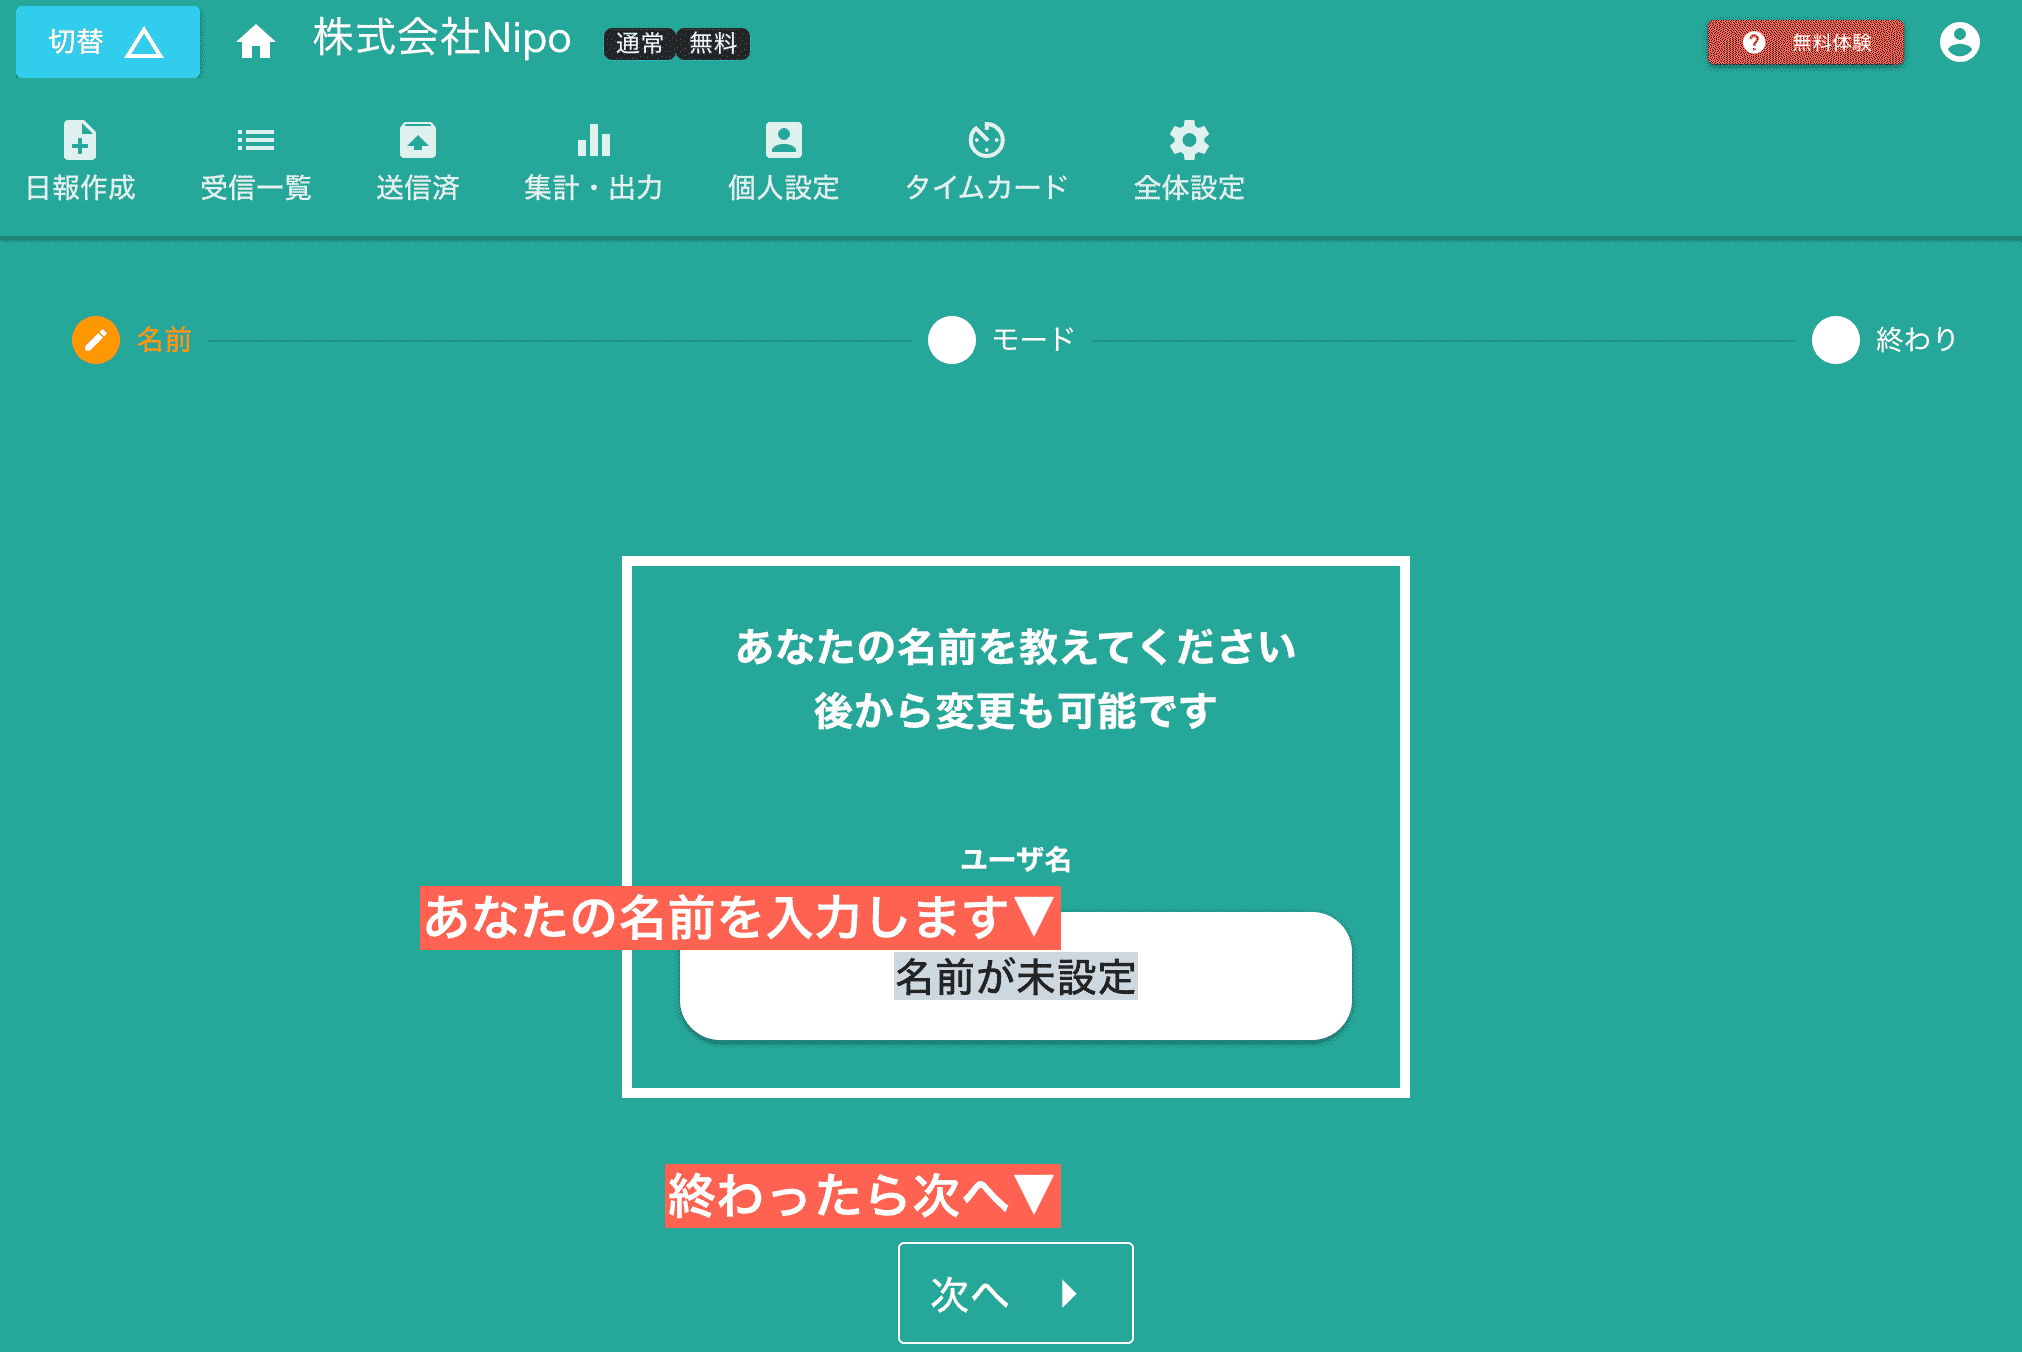 切替
株式会社Nipo
通常
無料
無料体験
日報作成
受信一覧
送信済
集計・出力
個人設定
タイムカード
全体設定
名前
モード
終わり
あなたの名前を教えてください
後から変更も可能です
ユーザ名
あなたの名前を入力します▼
名前が未設定
終わったら次へ▼
次へ